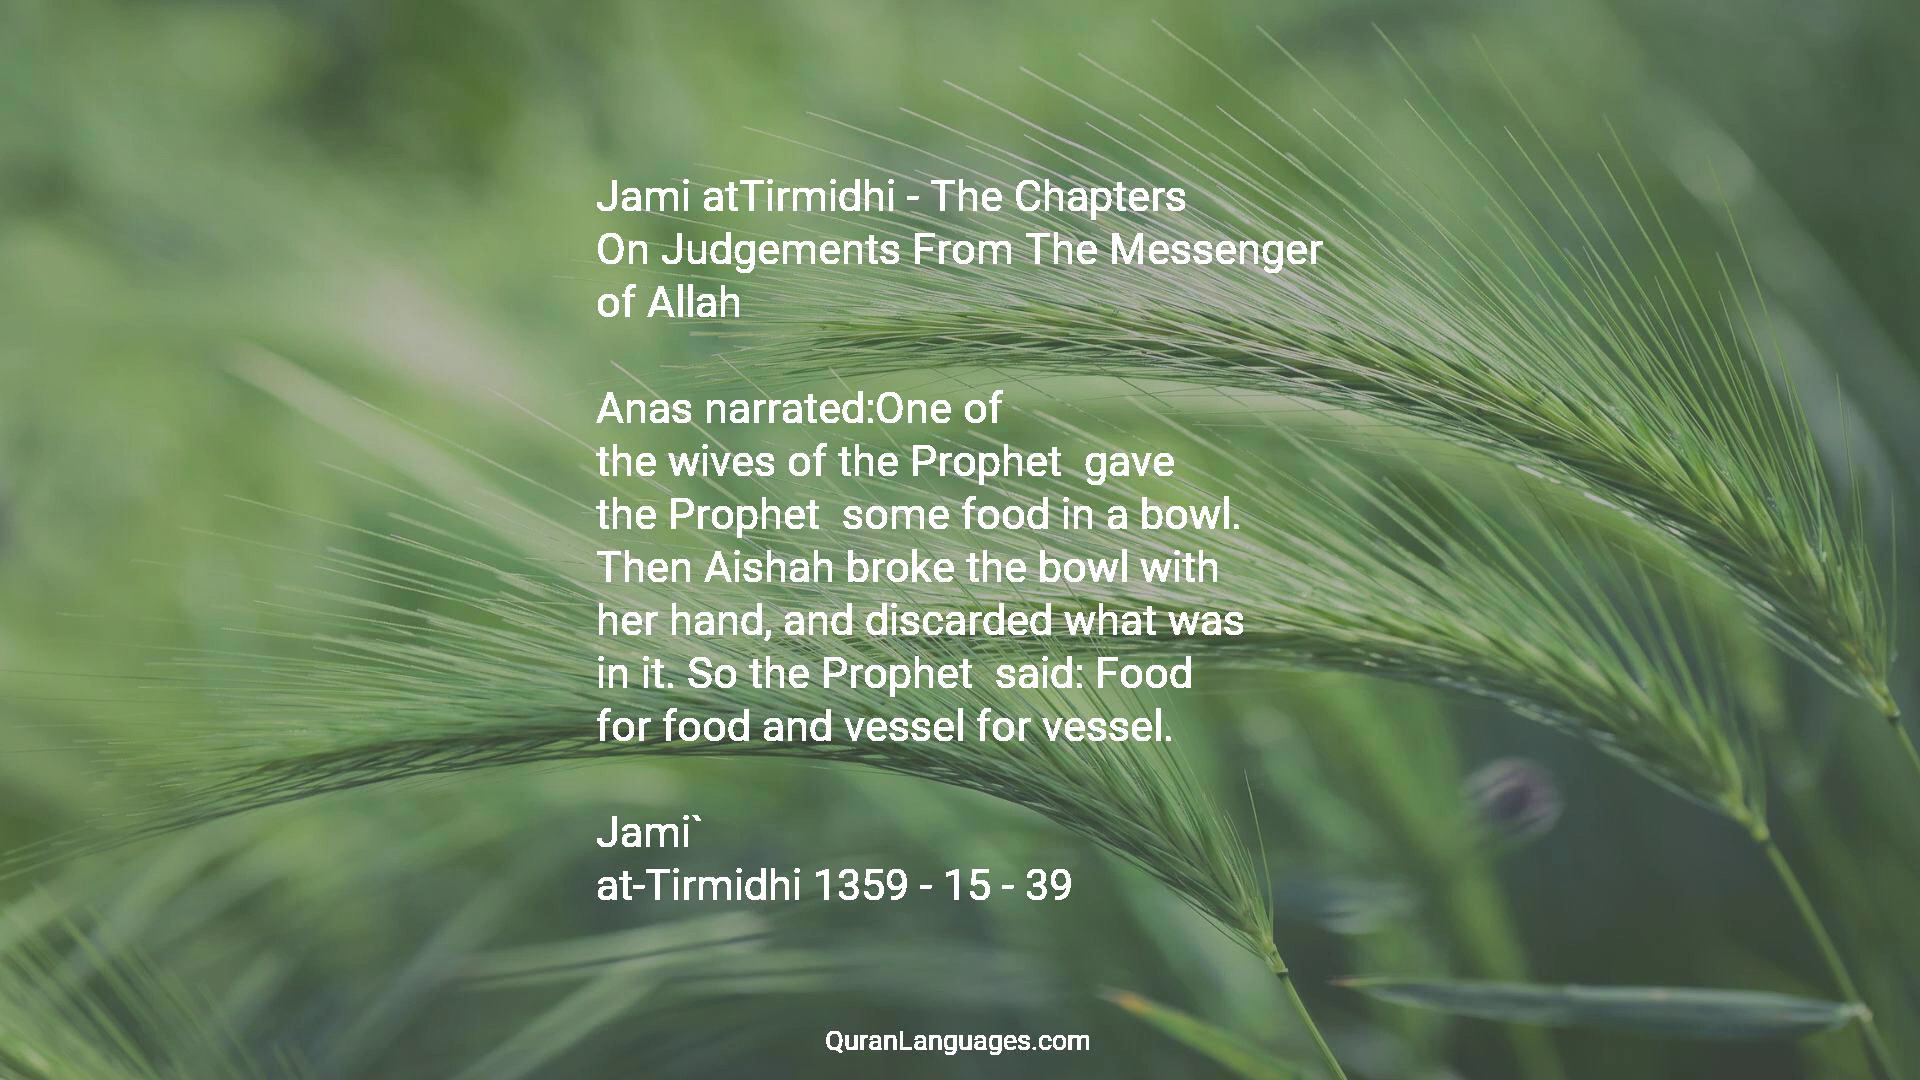 Jami atTirmidhi - The Chapters
On Judgements From The Messenger
of Allah
Anas narrated:One of
the wives of the Prophet  gave
the Prophet  some food in a bowl.
Then Aishah broke the bowl with
her hand, and discarded what was
in it. So the Prophet  said: Food
for food and vessel for vessel.
Jami`
at-Tirmidhi 1359 - 15 - 39
QuranLanguages.com